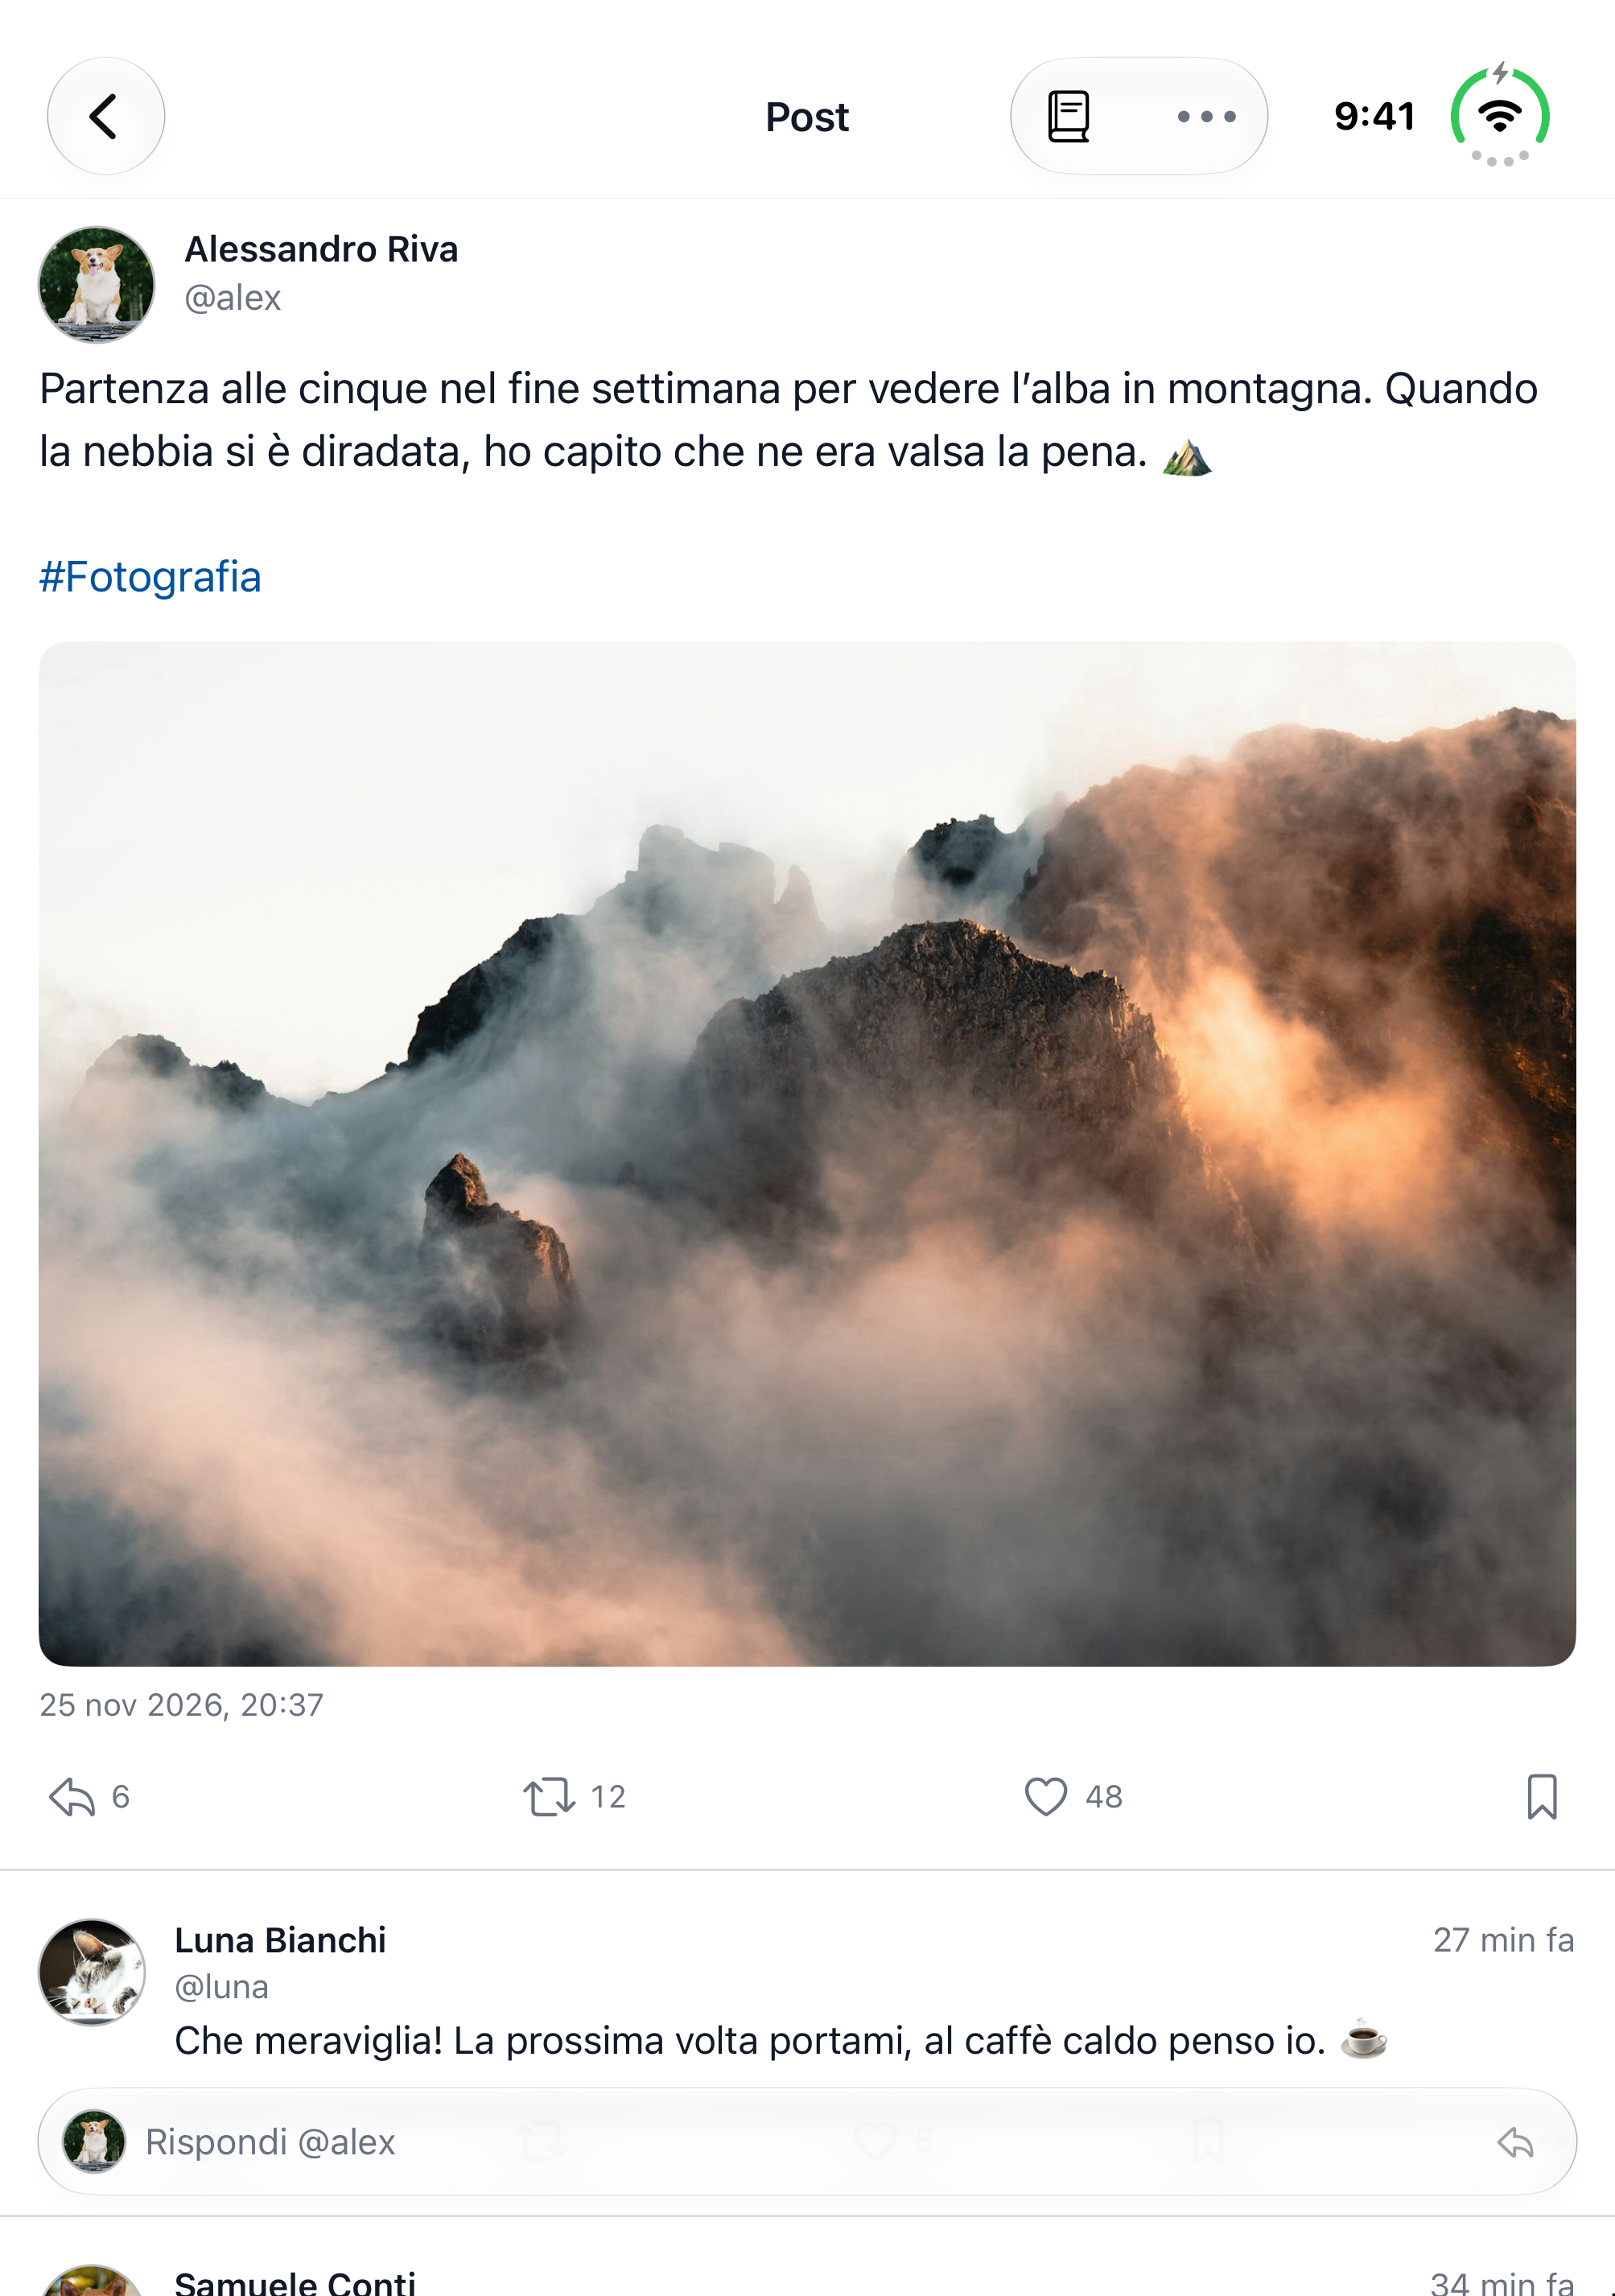 Post
9:41
Alessandro Riva
@alex
Partenza alle cinque nel fine settimana per vedere l’alba in montagna. Quando
la nebbia si è diradata, ho capito che ne era valsa la pena. ⛰️
#Fotografia
25 nov 2026, 20:37
6
12
48
Luna Bianchi
27 min fa
@luna
Che meraviglia! La prossima volta portami, al caffè caldo penso io. ☕
Rispondi @alex
5
Samuele Conti
34 min fa